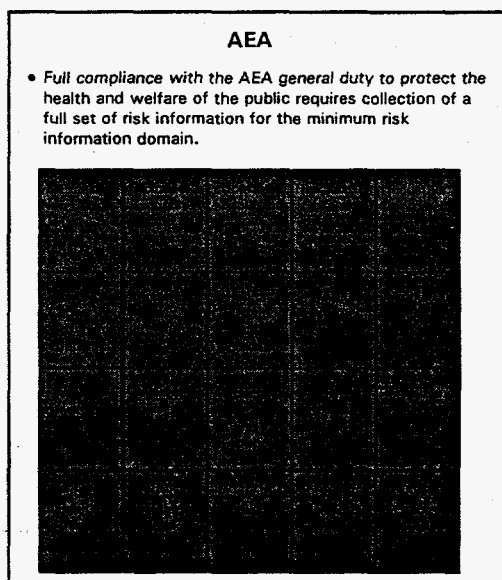 AEA
• Full compliance with the AEA general duty to protect the
health and welfare of the public requires collection of a
full set of risk information for the minimum risk
information domain.